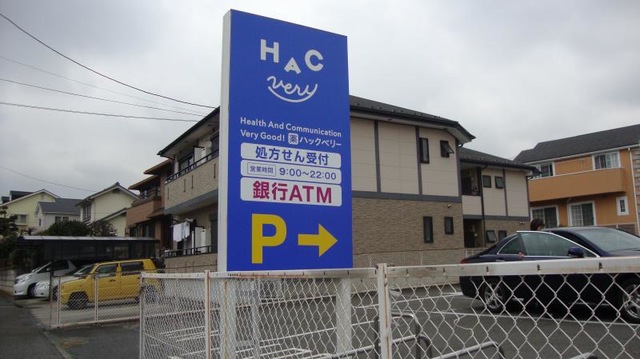 HAC
Very
Health And Communication
Very Good! 薬 ハックベリー
処方せん受付
営業時間 9:00〜22:00
銀行ATM
P→